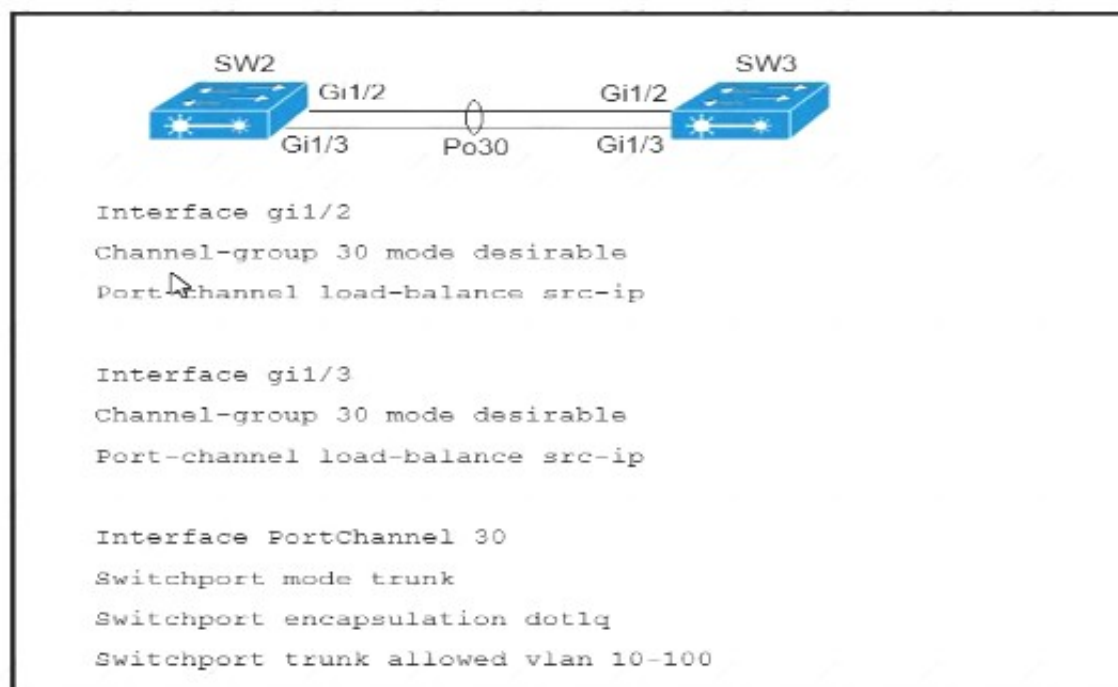 SW2
SW3
Gi1/2
Gi1/2
Gi1/3
Po30
Gi1/3
Interface gi1/2
Channel-group 30 mode desirable
Port-channel load-balance src-ip
Interface gi1/3
Channel-group 30 mode desirable
Port-channel load-balance src-ip
Interface PortChannel 30
Switchport mode trunk
Switchport encapsulation dot1q
Switchport trunk allowed vlan 10-100